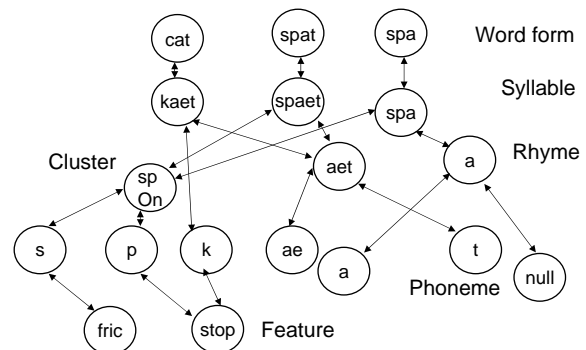 cat
spat
spa
Word form
kaet
spaet
spa
Syllable
Cluster
sp
On
aet
a
Rhyme
s
p
k
ae
a
t
null
Phoneme
fric
stop
Feature